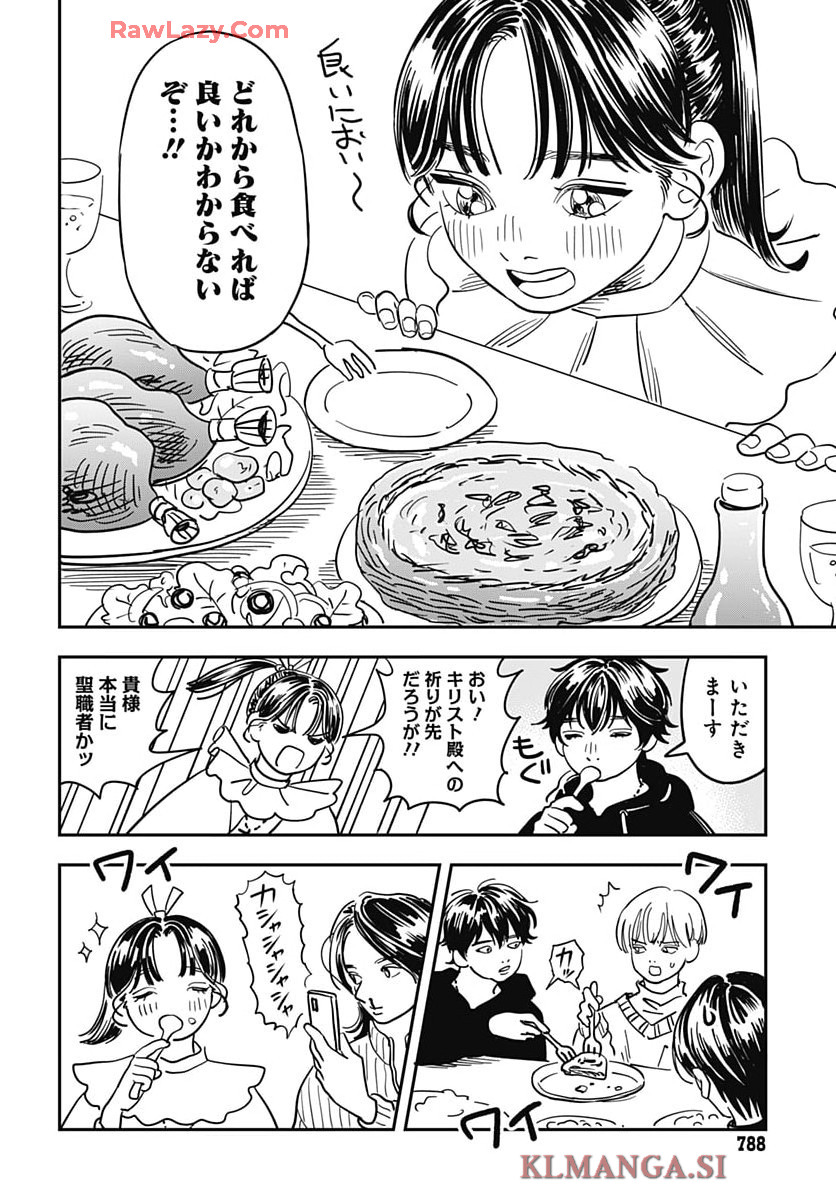 RawLazy.Com
良いにおい〜
どれから食べれば
良いかわからない
ぞ…!!
いただき
まーす
もぐ
おい!
キリスト殿への
祈りが先
だろうが!!
貴様
本当に
聖職者かッ
ワイ
ワイ
カッ!!
ワイ
カシャシャシャシャ
788
KLMANGA.SI